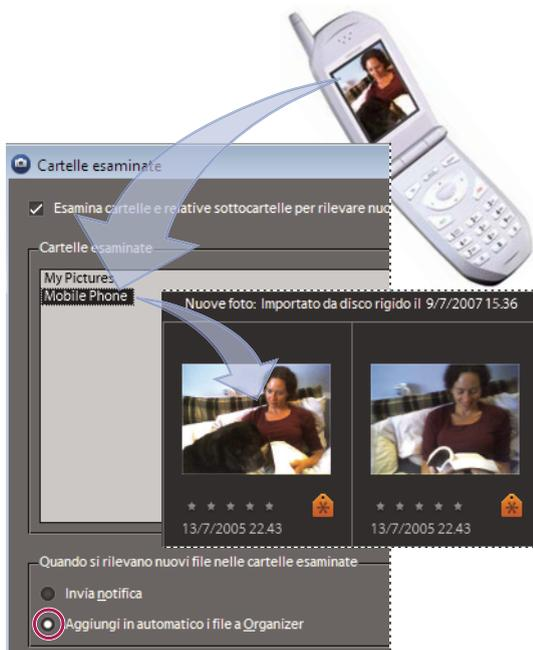 Cartelle esaminate
Esamina cartelle e relative sottocartelle per rilevare
Cartelle esaminate
My Pictures
Mobile Phone
Nuove foto: Importato da disco rigido il 9/7/2007 15.36
13/7/2005 22.43
13/7/2005 22.43
Quando si rilevano nuovi file nelle cartelle esaminate
Invia notifica
Aggiungi in automatico i file a Organizer